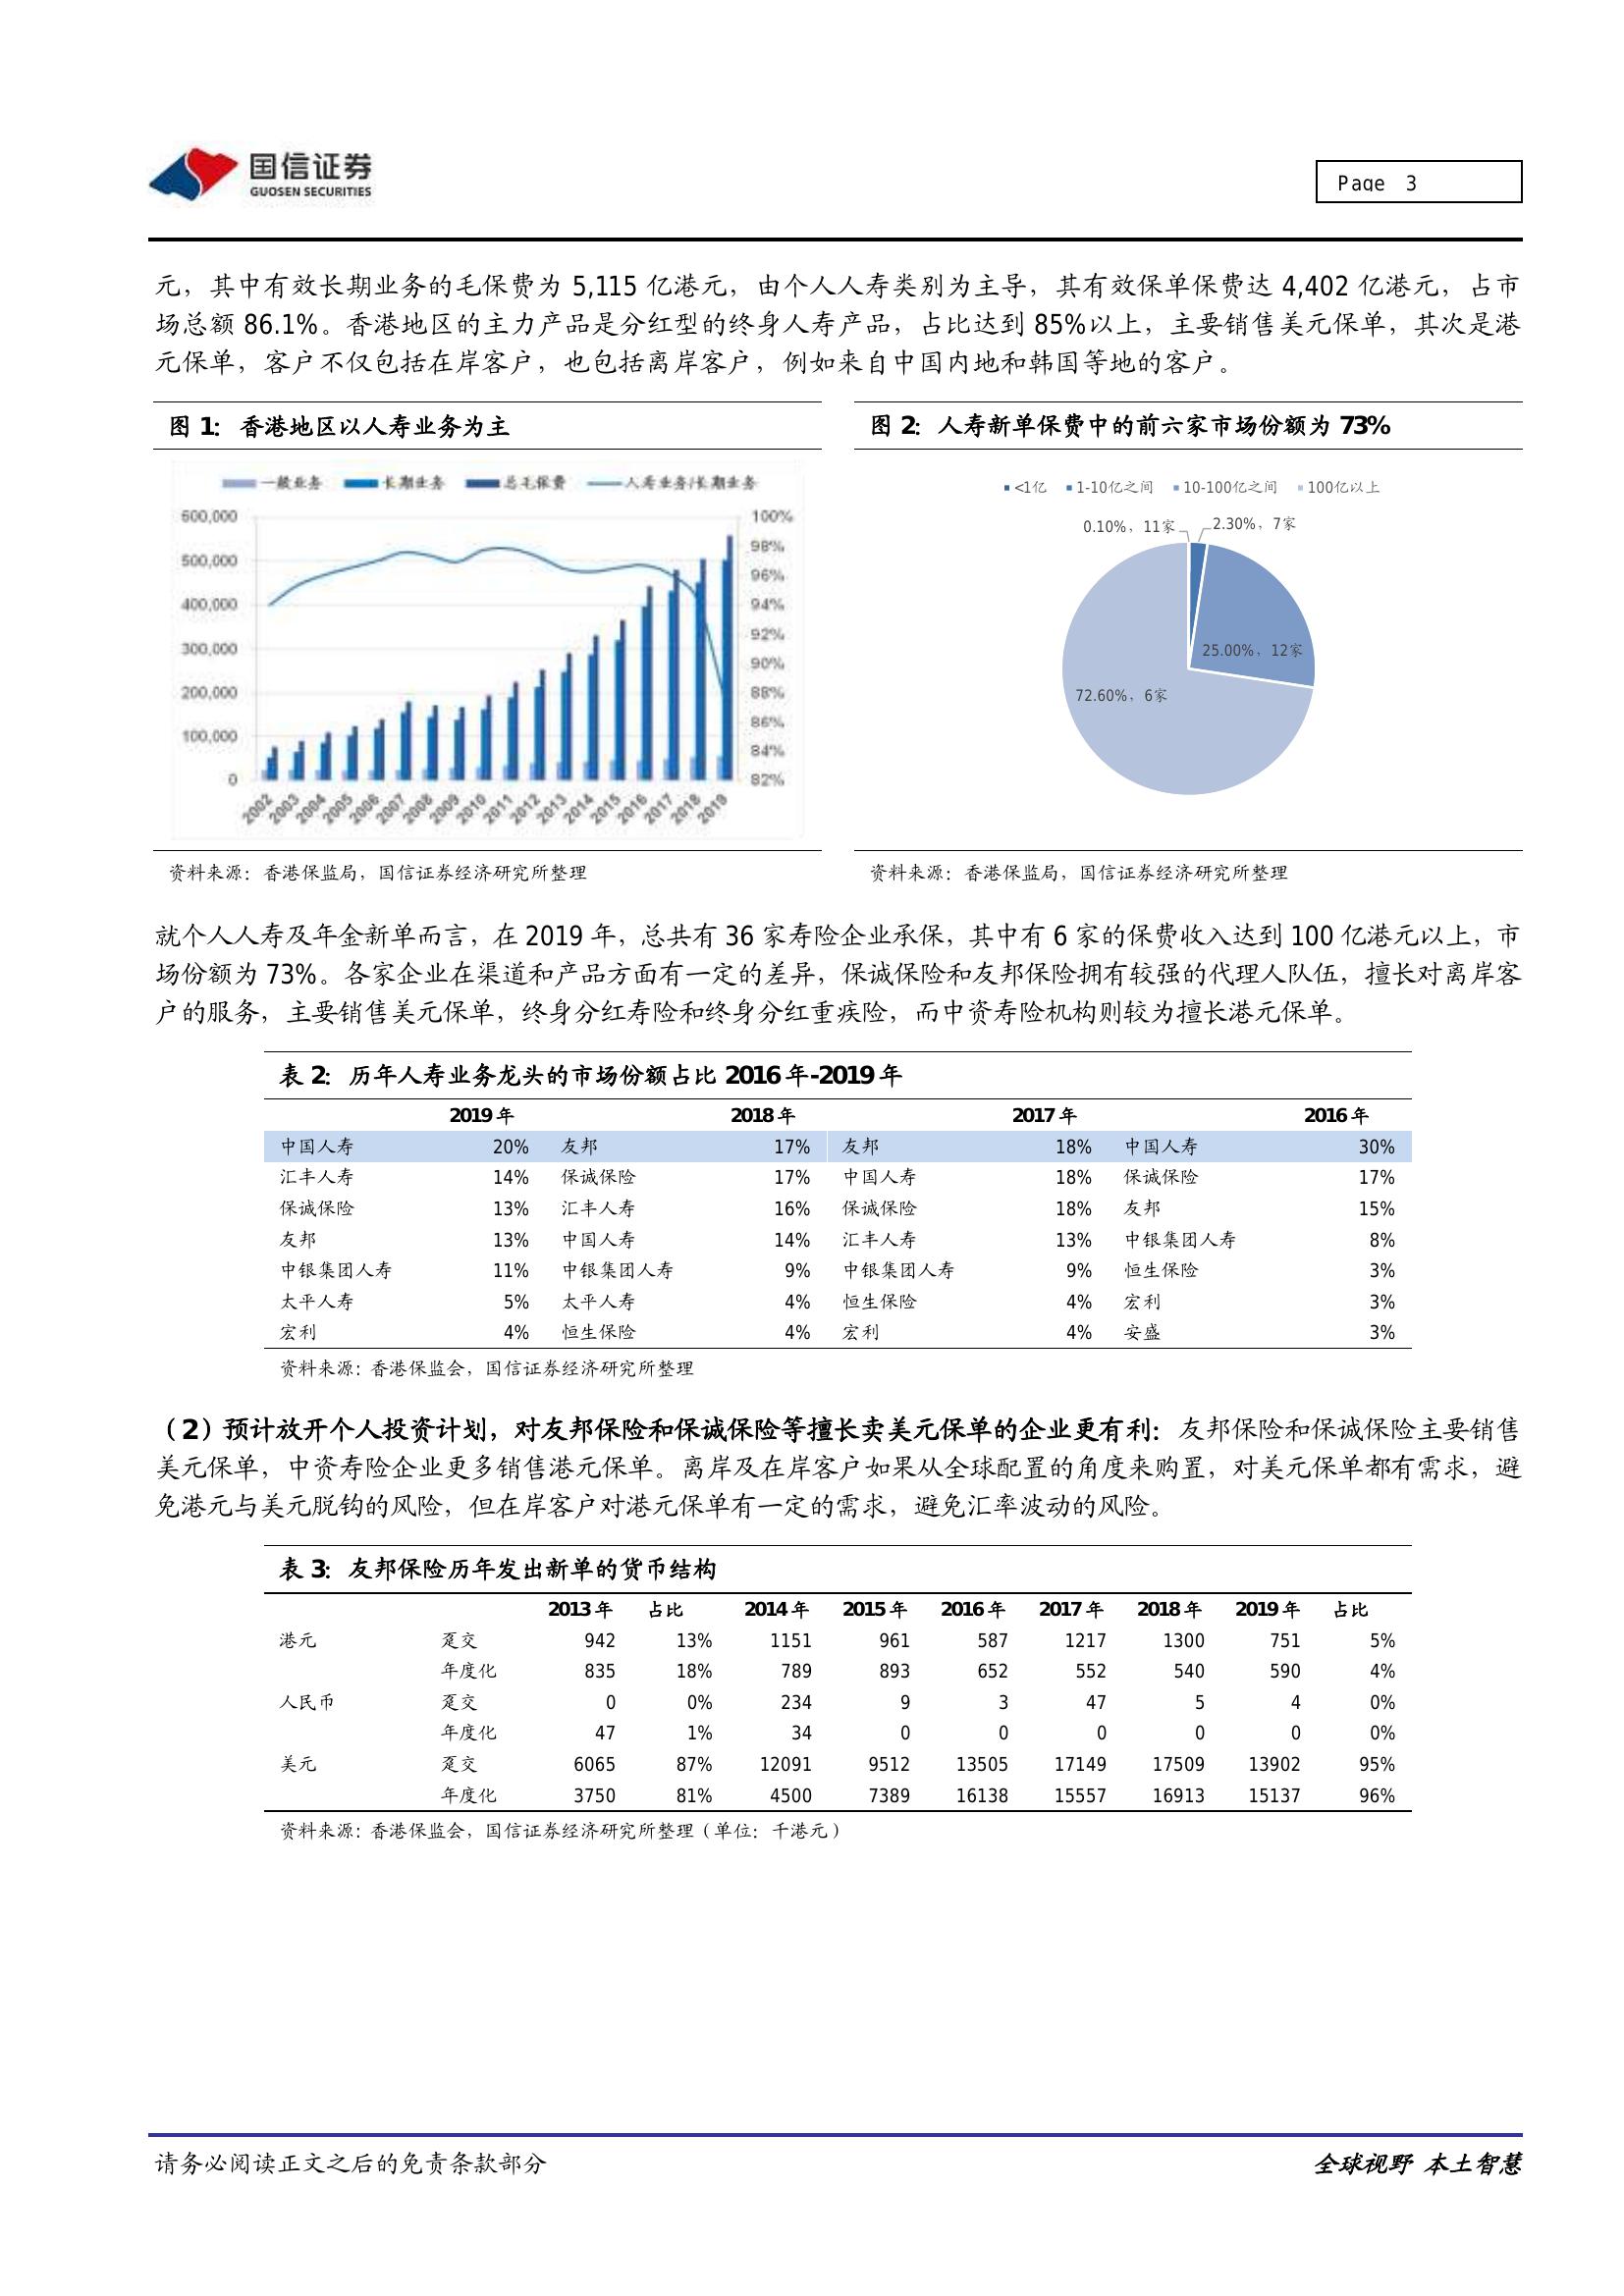 国信证券
GUOSEN SECURITIES
Page 3
元，其中有效长期业务的毛保费为 5,115 亿港元，由个人人寿类别为主导，其有效保单保费达 4,402 亿港元，占市
场总额 86.1%。香港地区的主力产品是分红型的终身人寿产品，占比达到 85%以上，主要销售美元保单，其次是港
元保单，客户不仅包括在岸客户，也包括离岸客户，例如来自中国内地和韩国等地的客户。
图 1：香港地区以人寿业务为主
一般业务 长期业务 总毛保费 人寿业务/长期业务
600,000 100%
98%
500,000
96%
400,000 94%
92%
300,000
90%
200,000 88%
86%
100,000
84%
0 82%
2002 2003 2004 2005 2006 2007 2008 2009 2010 2011 2012 2013 2014 2015 2016 2017 2018 2019
资料来源：香港保监局，国信证券经济研究所整理
图 2：人寿新单保费中的前六家市场份额为 73%
<1亿 1-10亿之间 10-100亿之间 100亿以上
0.10%，11家 2.30%，7家
25.00%，12家
72.60%，6家
资料来源：香港保监局，国信证券经济研究所整理
就个人人寿及年金新单而言，在 2019 年，总共有 36 家寿险企业承保，其中有 6 家的保费收入达到 100 亿港元以上，市
场份额为 73%。各家企业在渠道和产品方面有一定的差异，保诚保险和友邦保险拥有较强的代理人队伍，擅长对离岸客
户的服务，主要销售美元保单，终身分红寿险和终身分红重疾险，而中资寿险机构则较为擅长港元保单。
表 2：历年人寿业务龙头的市场份额占比 2016 年-2019 年
2019 年 2018 年 2017 年 2016 年
中国人寿 20% 友邦 17% 友邦 18% 中国人寿 30%
汇丰人寿 14% 保诚保险 17% 中国人寿 18% 保诚保险 17%
保诚保险 13% 汇丰人寿 16% 保诚保险 18% 友邦 15%
友邦 13% 中国人寿 14% 汇丰人寿 13% 中银集团人寿 8%
中银集团人寿 11% 中银集团人寿 9% 中银集团人寿 9% 恒生保险 3%
太平人寿 5% 太平人寿 4% 恒生保险 4% 宏利 3%
宏利 4% 恒生保险 4% 宏利 4% 安盛 3%
资料来源：香港保监会，国信证券经济研究所整理
（2）预计放开个人投资计划，对友邦保险和保诚保险等擅长卖美元保单的企业更有利：友邦保险和保诚保险主要销售
美元保单，中资寿险企业更多销售港元保单。离岸及在岸客户如果从全球配置的角度来购置，对美元保单都有需求，避
免港元与美元脱钩的风险，但在岸客户对港元保单有一定的需求，避免汇率波动的风险。
表 3：友邦保险历年发出新单的货币结构
2013 年 占比 2014 年 2015 年 2016 年 2017 年 2018 年 2019 年 占比
港元 趸交 942 13% 1151 961 587 1217 1300 751 5%
年度化 835 18% 789 893 652 552 540 590 4%
人民币 趸交 0 0% 234 9 3 47 5 4 0%
年度化 47 1% 34 0 0 0 0 0 0%
美元 趸交 6065 87% 12091 9512 13505 17149 17509 13902 95%
年度化 3750 81% 4500 7389 16138 15557 16913 15137 96%
资料来源：香港保监会，国信证券经济研究所整理（单位：千港元）
请务必阅读正文之后的免责条款部分
全球视野 本土智慧